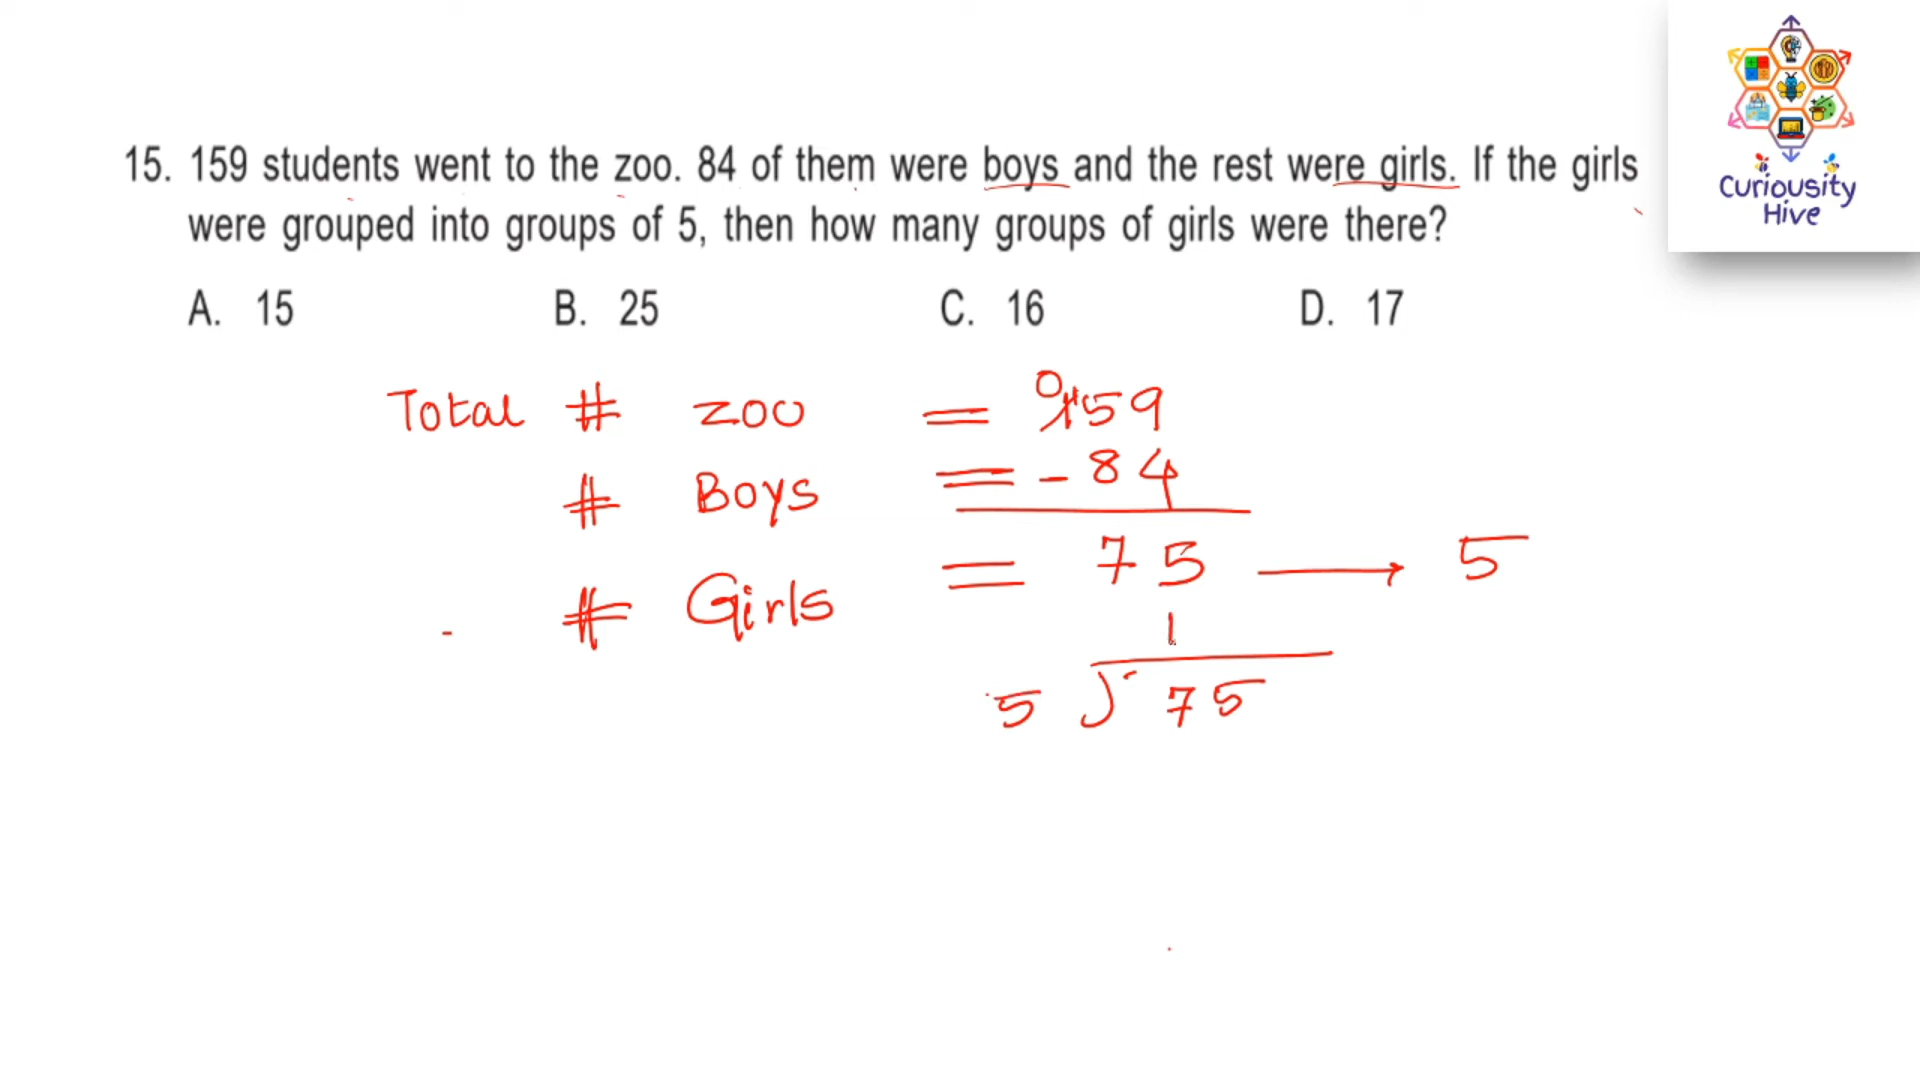 15. 159 students went to the zoo. 84 of them were boys and the rest were girls. If the girls
were grouped into groups of 5, then how many groups of girls were there?
A. 15 B. 25 C. 16 D. 17
Total # zoo = 159
0
# Boys = - 84
# Girls = 75 → 5
1
5 ) 75
Curiousity
Hive